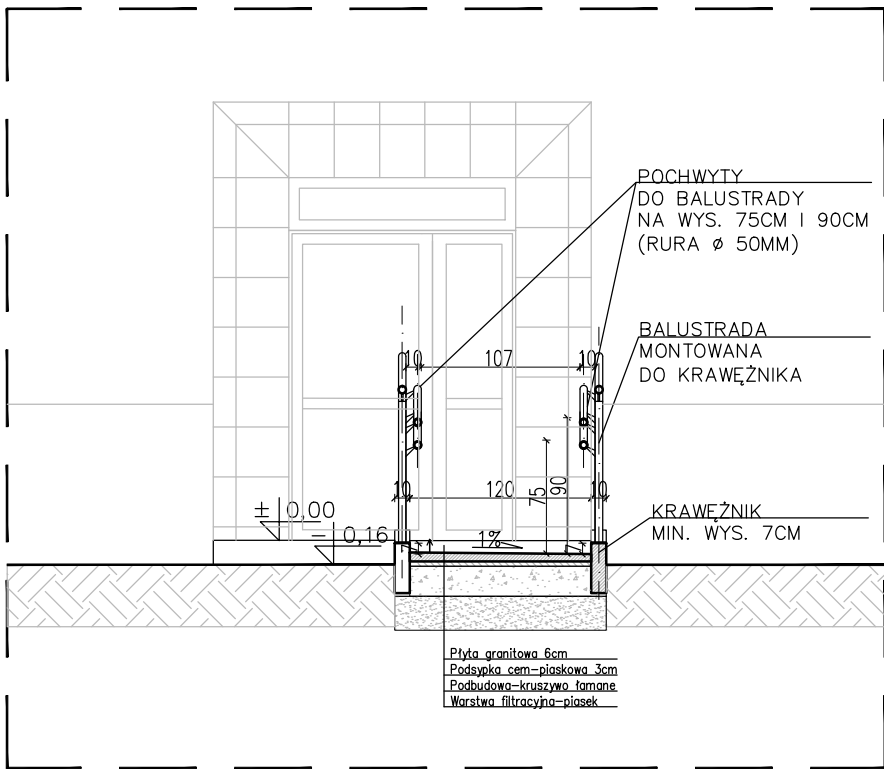 POCHWYTY
DO BALUSTRADY
NA WYS. 75CM I 90CM
(RURA ø 50MM)
BALUSTRADA
MONTOWANA
DO KRAWĘŻNIKA
10
107
10
10
120
10
75
90
± 0,00
- 0,16
1%
7
7
KRAWĘŻNIK
MIN. WYS. 7CM
Płyta granitowa 6cm
Podsypka cem-piaskowa 3cm
Podbudowa-kruszywo łamane
Warstwa filtracyjna-piasek